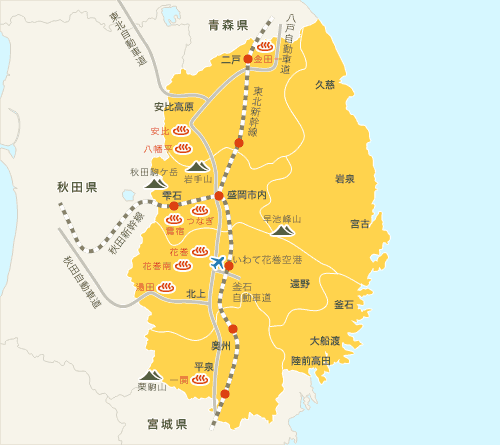 青森県
八戸自動車道
東北自動車道
二戸
金田一
久慈
東北新幹線
安比高原
安比
八幡平
秋田駒ケ岳
岩手山
岩泉
秋田県
雫石
盛岡市内
つなぎ
鶯宿
早池峰山
宮古
秋田新幹線
花巻
花巻南
いわて花巻空港
秋田自動車道
湯田
北上
釜石
自動車道
遠野
釜石
奥州
大船渡
陸前高田
平泉
一関
栗駒山
宮城県